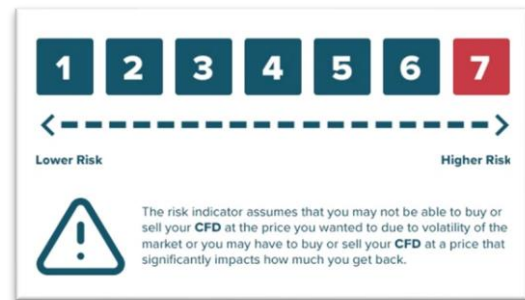 1 2 3 4 5 6 7
Lower Risk Higher Risk
!
The risk indicator assumes that you may not be able to buy or
sell your CFD at the price you wanted to due to volatility of the
market or you may have to buy or sell your CFD at a price that
significantly impacts how much you get back.